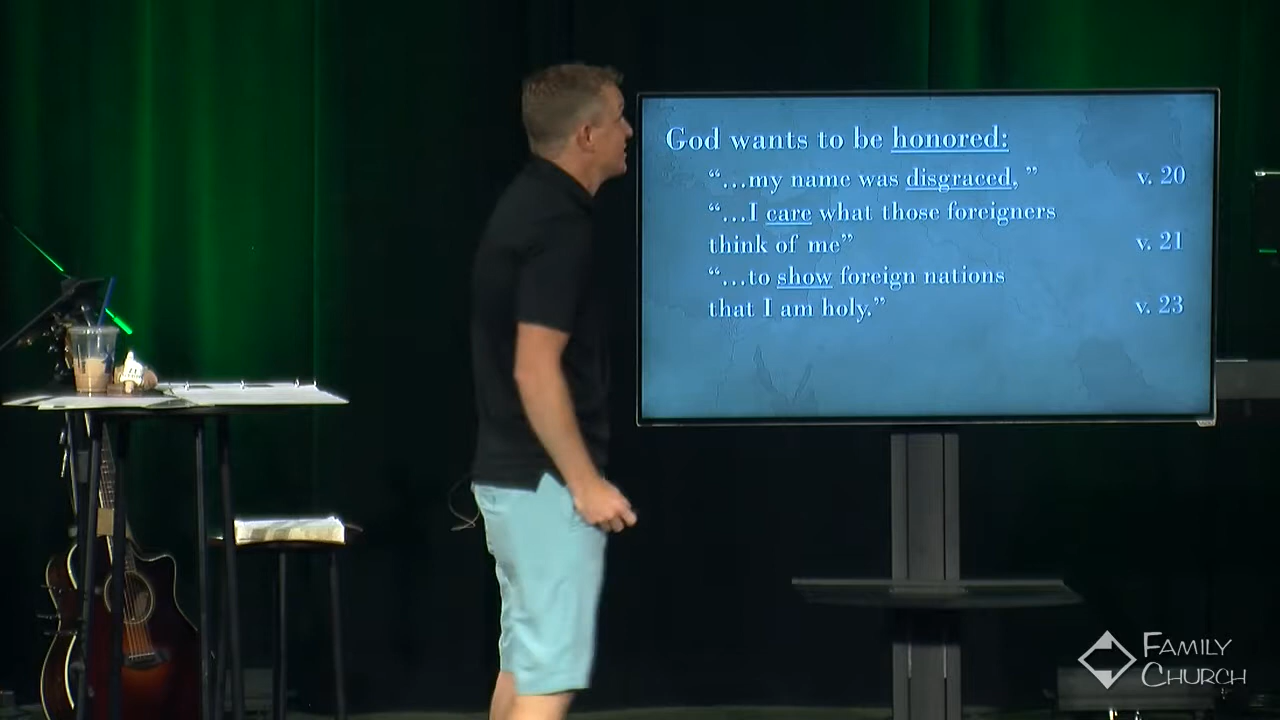 God wants to be honored:
“...my name was disgraced, ” v. 20
“...I care what those foreigners
think of me” v. 21
“...to show foreign nations
that I am holy.” v. 23
FAMILY
CHURCH